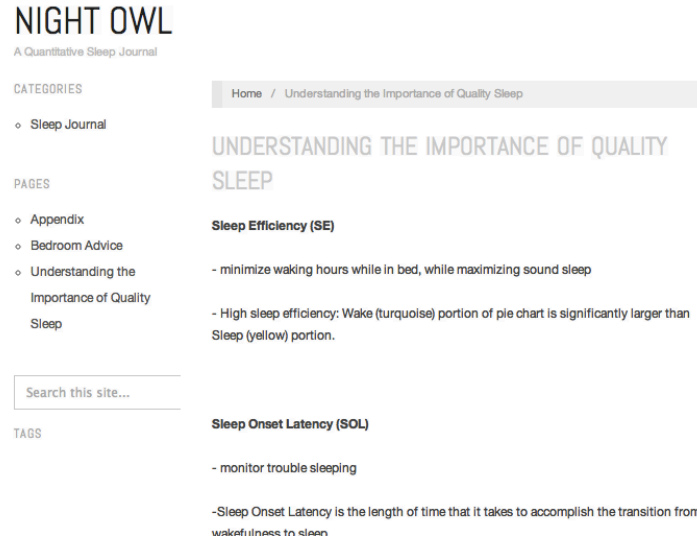 NIGHT OWL
A Quantitative Sleep Journal
CATEGORIES
Sleep Journal
PAGES
Appendix
Bedroom Advice
Understanding the
Importance of Quality
Sleep
Search this site...
TAGS
Home / Understanding the Importance of Quality Sleep
UNDERSTANDING THE IMPORTANCE OF QUALITY
SLEEP
Sleep Efficiency (SE)
- minimize waking hours while in bed, while maximizing sound sleep
- High sleep efficiency: Wake (turquoise) portion of pie chart is significantly larger than
Sleep (yellow) portion.
Sleep Onset Latency (SOL)
- monitor trouble sleeping
-Sleep Onset Latency is the length of time that it takes to accomplish the transition from
wakefulness to sleep